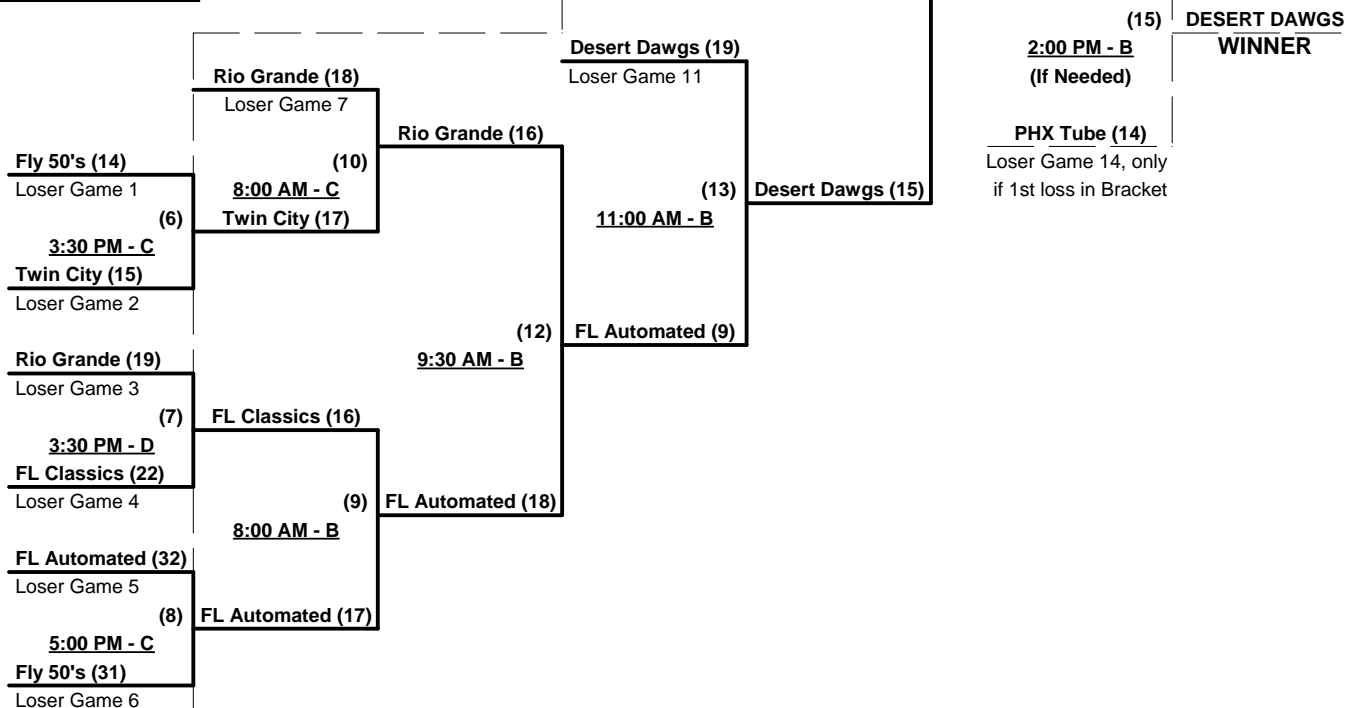 (15) DESERT DAWGS
Desert Dawgs (19)
2:00 PM - B
WINNER
Rio Grande (18)
Loser Game 11
(If Needed)
Loser Game 7
Rio Grande (16)
PHX Tube (14)
Fly 50's (14)
(10)
Loser Game 14, only
Loser Game 1
8:00 AM - C
(13)
Desert Dawgs (15)
if 1st loss in Bracket
(6)
Twin City (17)
11:00 AM - B
3:30 PM - C
Twin City (15)
Loser Game 2
(12)
FL Automated (9)
Rio Grande (19)
9:30 AM - B
Loser Game 3
(7)
FL Classics (16)
3:30 PM - D
FL Classics (22)
Loser Game 4
(9)
FL Automated (18)
8:00 AM - B
FL Automated (32)
Loser Game 5
(8)
FL Automated (17)
5:00 PM - C
Fly 50's (31)
Loser Game 6